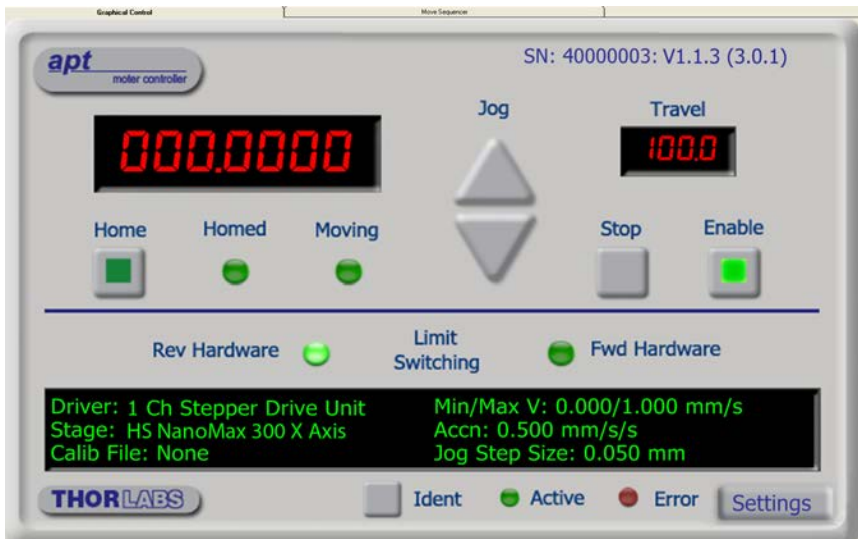 Graphical Control Move Sequencer
apt
moter controller
SN: 40000003: V1.1.3 (3.0.1)
Jog
Travel
000.0000
100.0
Home Homed Moving
Stop Enable
Rev Hardware
Limit
Switching
Fwd Hardware
Driver: 1 Ch Stepper Drive Unit
Stage: HS NanoMax 300 X Axis
Calib File: None
Min/Max V: 0.000/1.000 mm/s
Accn: 0.500 mm/s/s
Jog Step Size: 0.050 mm
THORLABS
Ident Active Error Settings